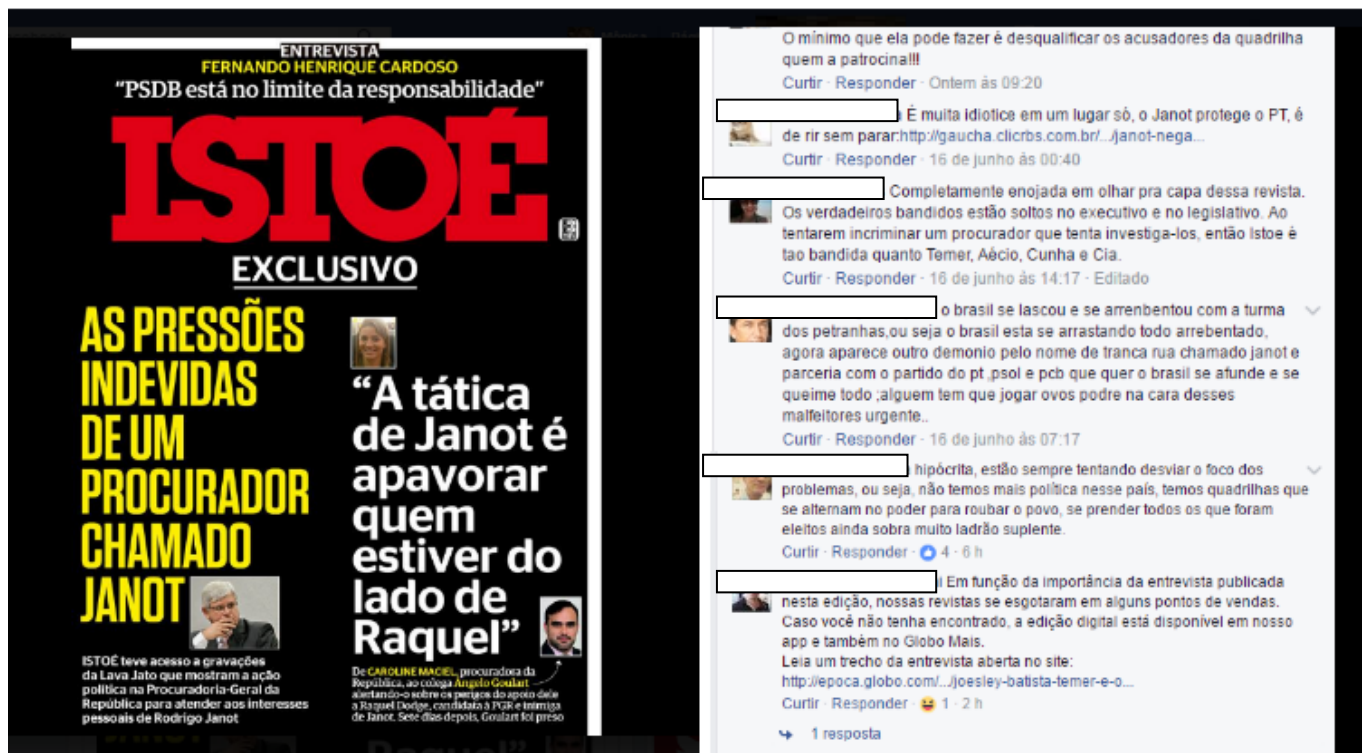 ENTREVISTA
FERNANDO HENRIQUE CARDOSO
“PSDB está no limite da responsabilidade”
ISTOÉ
EXCLUSIVO
AS PRESSÕES
INDEVIDAS
DE UM
PROCURADOR
CHAMADO
JANOT
ISTOÉ teve acesso a gravações
da Lava Jato que mostram a ação
política na Procuradoria-Geral da
República para atender aos interesses
pessoais de Rodrigo Janot
“A tática
de Janot é
apavorar
quem
estiver do
lado de
Raquel”
De CAROLINE MACIEL, procuradora da
República, ao colega Ângelo Goulart
alertando-o sobre os perigos do apoio dele
a Raquel Dodge, candidata à PGR e inimiga
de Janot. Sete dias depois, Goulart foi preso
O mínimo que ela pode fazer é desqualificar os acusadores da quadrilha
quem a patrocina!!!
Curtir · Responder · Ontem às 09:20
É muita idiotice em um lugar só, o Janot protege o PT, é
de rir sem parar:http://gaucha.clicrbs.com.br/.../janot-nega...
Curtir · Responder · 16 de junho às 00:40
Completamente enojada em olhar pra capa dessa revista.
Os verdadeiros bandidos estão soltos no executivo e no legislativo. Ao
tentarem incriminar um procurador que tenta investiga-los, então Istoe é
tao bandida quanto Temer, Aécio, Cunha e Cia.
Curtir · Responder · 16 de junho às 14:17 · Editado
o brasil se lascou e se arrenbentou com a turma
dos petranhas,ou seja o brasil esta se arrastando todo arrebentado,
agora aparece outro demonio pelo nome de tranca rua chamado janot e
parceria com o partido do pt ,psol e pcb que quer o brasil se afunde e se
queime todo ;alguem tem que jogar ovos podre na cara desses
malfeitores urgente..
Curtir · Responder · 16 de junho às 07:17
hipócrita, estão sempre tentando desviar o foco dos
problemas, ou seja, não temos mais política nesse país, temos quadrilhas que
se alternam no poder para roubar o povo, se prender todos os que foram
eleitos ainda sobra muito ladrão suplente.
Curtir · Responder · 4 · 6 h
i Em função da importância da entrevista publicada
nesta edição, nossas revistas se esgotaram em alguns pontos de vendas.
Caso você não tenha encontrado, a edição digital está disponível em nosso
app e também no Globo Mais.
Leia um trecho da entrevista aberta no site:
http://epoca.globo.com/.../joesley-batista-temer-e-o...
Curtir · Responder · 1 · 2 h
1 resposta